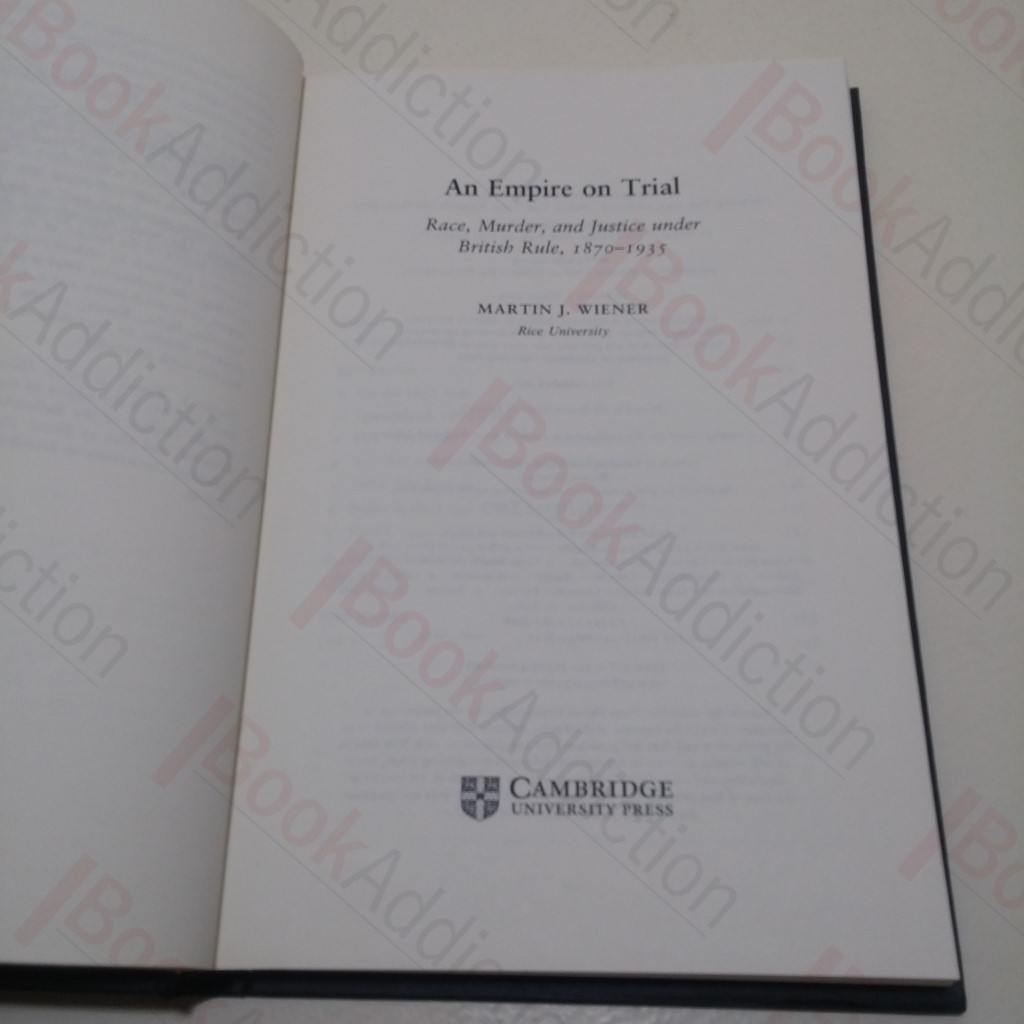 An Empire on Trial
Race, Murder, and Justice under
British Rule, 1870–1935
MARTIN J. WIENER
Rice University
CAMBRIDGE
UNIVERSITY PRESS
BookAddiction